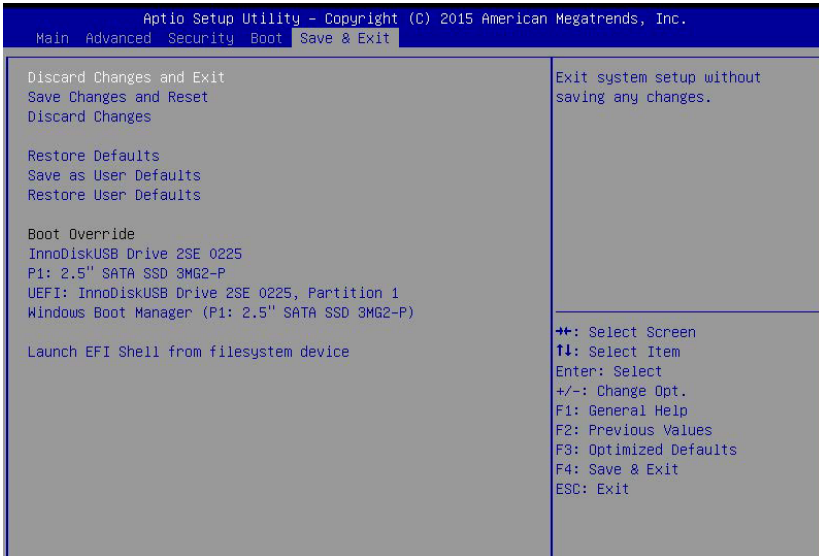 Aptio Setup Utility – Copyright (C) 2015 American Megatrends, Inc.
Main Advanced Security Boot Save & Exit
Discard Changes and Exit
Save Changes and Reset
Discard Changes
Restore Defaults
Save as User Defaults
Restore User Defaults
Boot Override
InnoDiskUSB Drive 2SE 0225
P1: 2.5" SATA SSD 3MG2-P
UEFI: InnoDiskUSB Drive 2SE 0225, Partition 1
Windows Boot Manager (P1: 2.5" SATA SSD 3MG2-P)
Launch EFI Shell from filesystem device
Exit system setup without
saving any changes.
→←: Select Screen
↑↓: Select Item
Enter: Select
+/-: Change Opt.
F1: General Help
F2: Previous Values
F3: Optimized Defaults
F4: Save & Exit
ESC: Exit